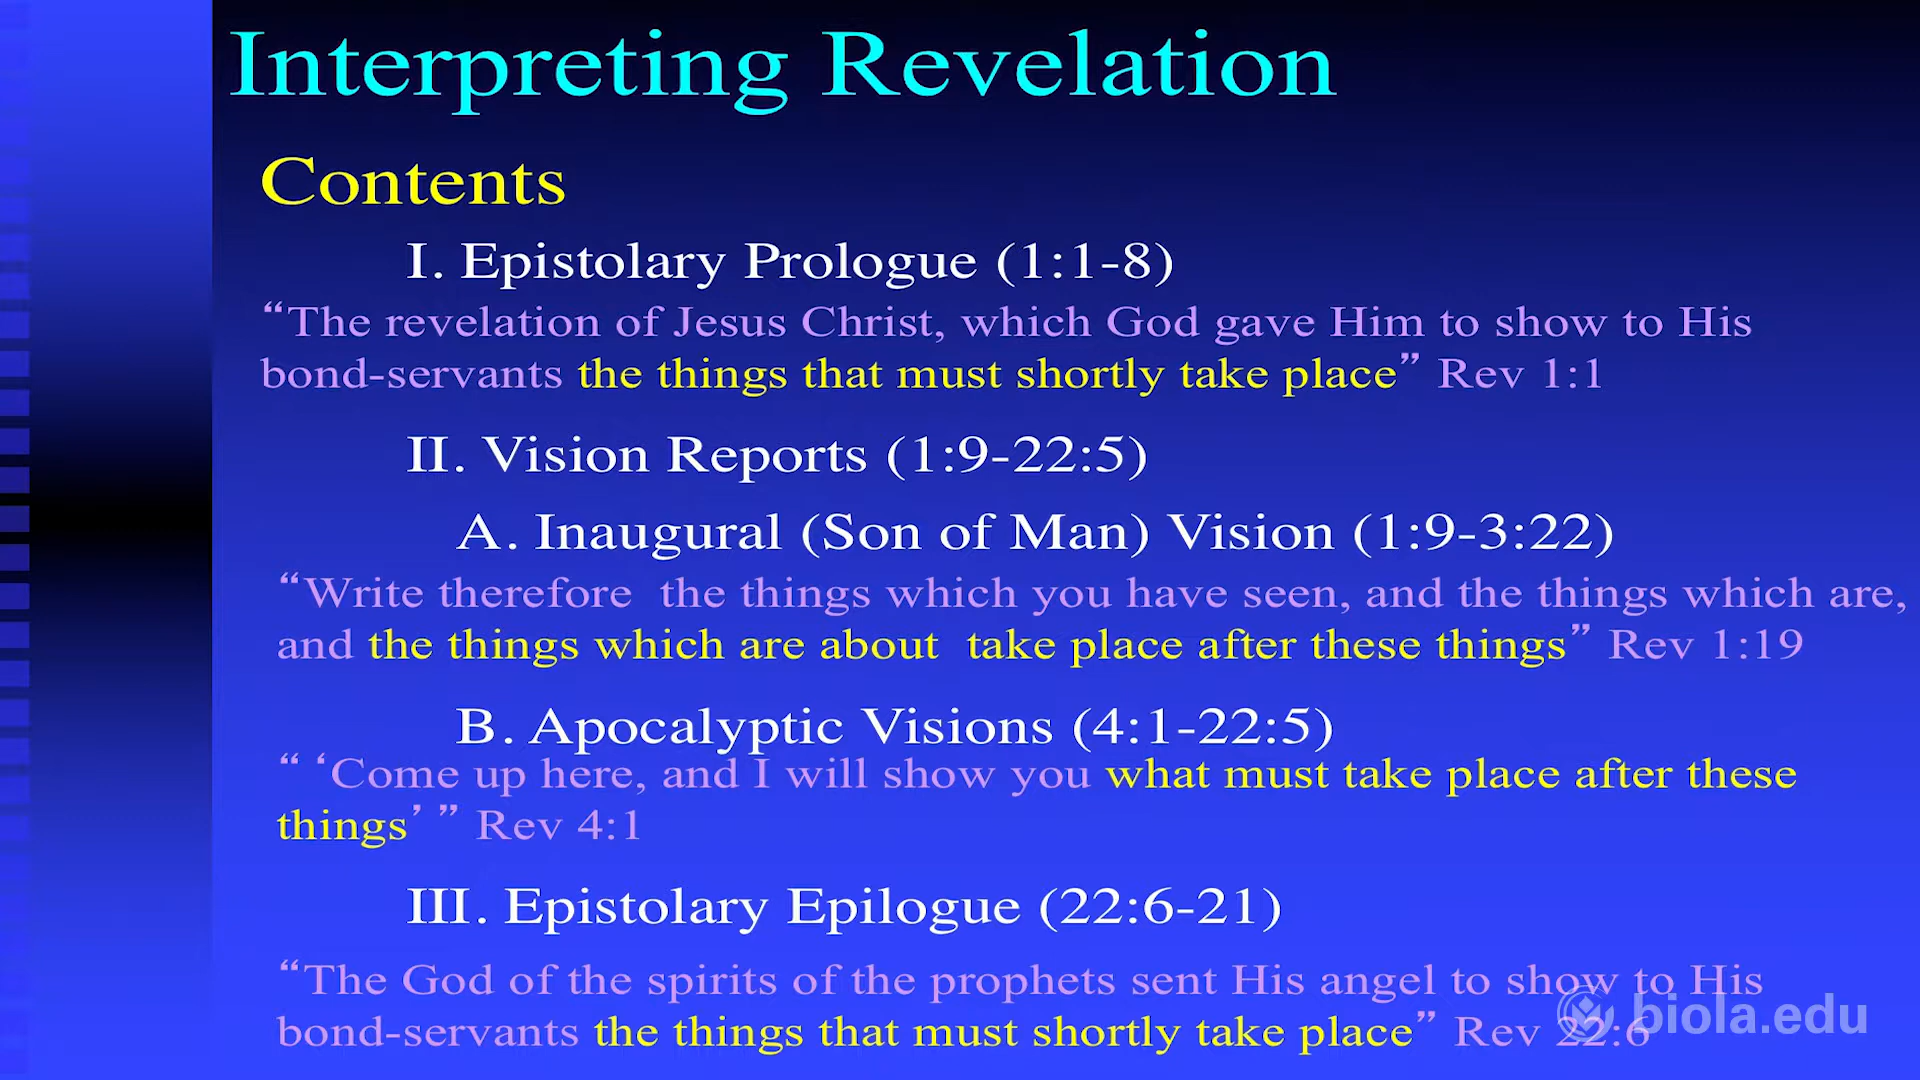 Interpreting Revelation
Contents
I. Epistolary Prologue (1:1-8)
“The revelation of Jesus Christ, which God gave Him to show to His
bond-servants the things that must shortly take place” Rev 1:1
II. Vision Reports (1:9-22:5)
A. Inaugural (Son of Man) Vision (1:9-3:22)
“Write therefore the things which you have seen, and the things which are,
and the things which are about take place after these things” Rev 1:19
B. Apocalyptic Visions (4:1-22:5)
“ ‘Come up here, and I will show you what must take place after these
things’ ” Rev 4:1
III. Epistolary Epilogue (22:6-21)
“The God of the spirits of the prophets sent His angel to show to His
bond-servants the things that must shortly take place” Rev 22:6
biola.edu